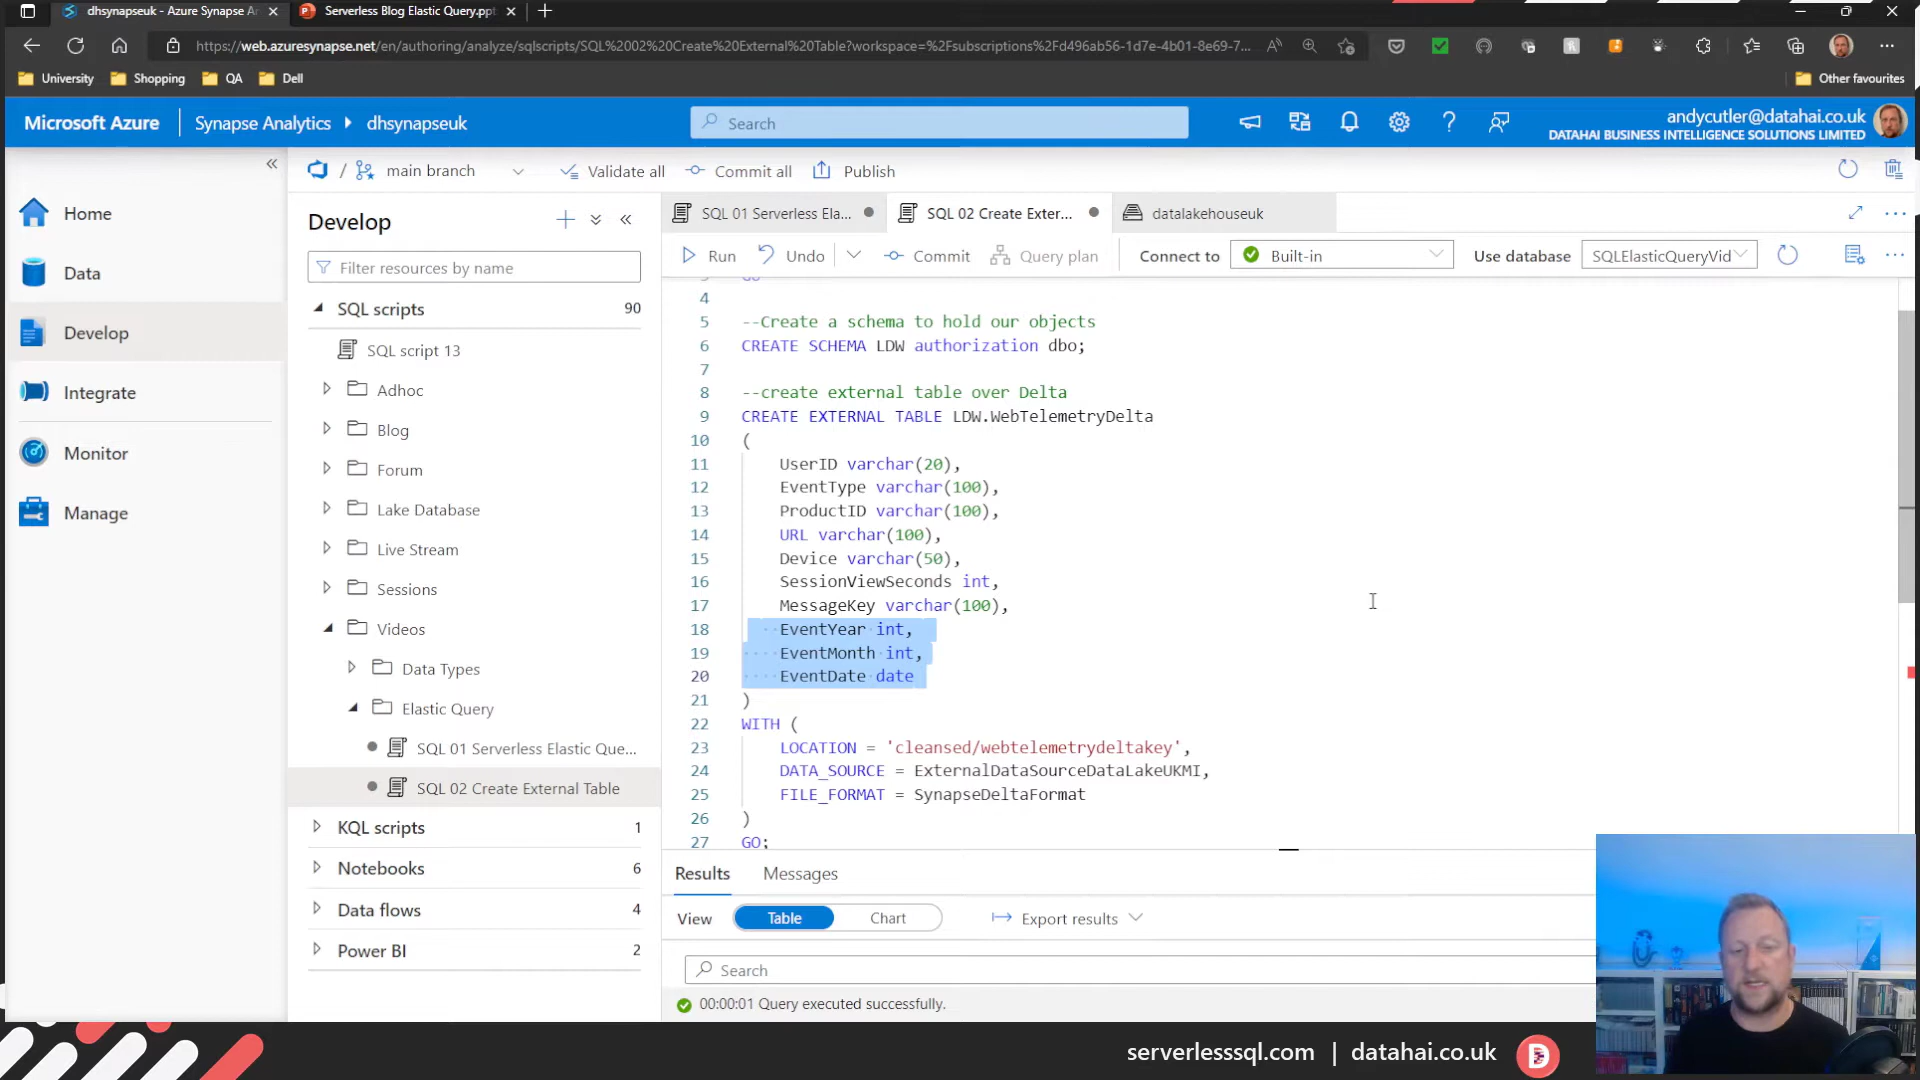 dhsynapseuk - Azure Synapse An
Serverless Blog Elastic Query.ppt
https://web.azuresynapse.net/en/authoring/analyze/sqlscripts/SQL%2002%20Create%20External%20Table?workspace=%2Fsubscriptions%2Fd496ab56-1d7e-4b01-8e69-7...
University
Shopping
QA
Dell
Other favourites
Microsoft Azure
Synapse Analytics
dhsynapseuk
Search
andycutler@datahai.co.uk
DATAHAI BUSINESS INTELLIGENCE SOLUTIONS LIMITED
/ main branch
Validate all
Commit all
Publish
Home
Data
Develop
Integrate
Monitor
Manage
Develop
Filter resources by name
SQL scripts 90
SQL script 13
Adhoc
Blog
Forum
Lake Database
Live Stream
Sessions
Videos
Data Types
Elastic Query
SQL 01 Serverless Elastic Que...
SQL 02 Create External Table
KQL scripts 1
Notebooks 6
Data flows 4
Power BI 2
SQL 01 Serverless Ela...
SQL 02 Create Exter...
datalakehouseuk
Run
Undo
Commit
Query plan
Connect to
Built-in
Use database
SQLElasticQueryVid
3 GO
4
5 --Create a schema to hold our objects
6 CREATE SCHEMA LDW authorization dbo;
7
8 --create external table over Delta
9 CREATE EXTERNAL TABLE LDW.WebTelemetryDelta
10 (
11 UserID varchar(20),
12 EventType varchar(100),
13 ProductID varchar(100),
14 URL varchar(100),
15 Device varchar(50),
16 SessionViewSeconds int,
17 MessageKey varchar(100),
18 EventYear int,
19 EventMonth int,
20 EventDate date
21 )
22 WITH (
23 LOCATION = 'cleansed/webtelemetrydeltakey',
24 DATA_SOURCE = ExternalDataSourceDataLakeUKMI,
25 FILE_FORMAT = SynapseDeltaFormat
26 )
27 GO;
Results
Messages
View
Table
Chart
Export results
Search
00:00:01 Query executed successfully.
serverlesssql.com | datahai.co.uk